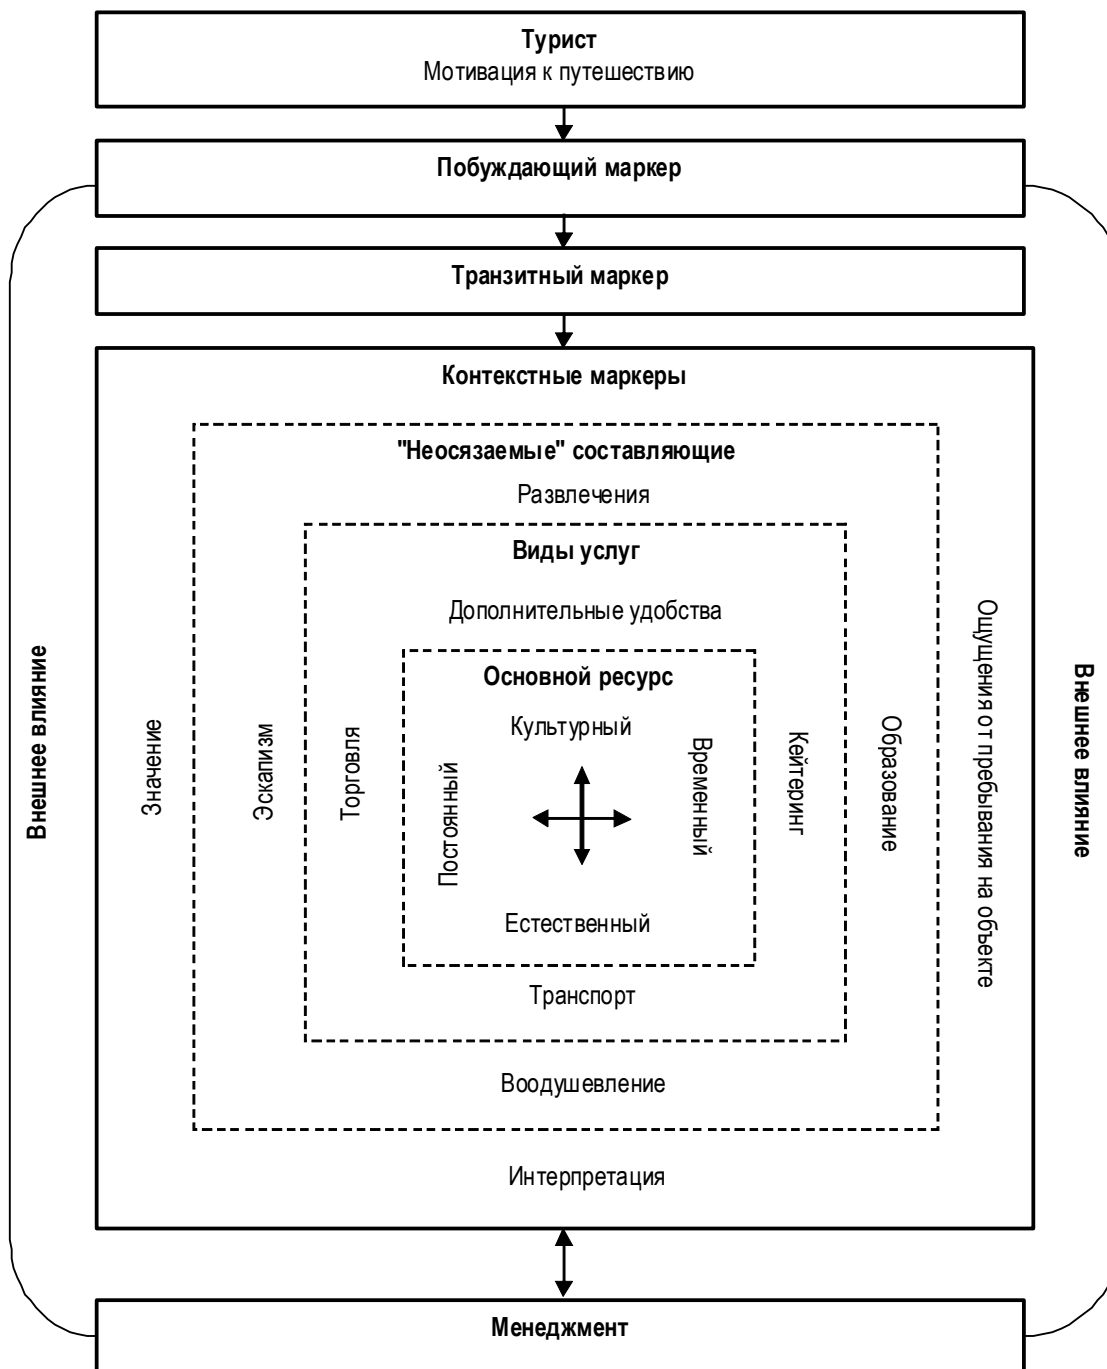 Турист
Мотивация к путешествию
Побуждающий маркер
Транзитный маркер
Контекстные маркеры
"Неосязаемые" составляющие
Развлечения
Виды услуг
Дополнительные удобства
Основной ресурс
Культурный
Внешнее влияние
Значение
Эскапизм
Торговля
Постоянный
Временный
Кейтеринг
Образование
Ощущения от пребывания на объекте
Внешнее влияние
Естественный
Транспорт
Воодушевление
Интерпретация
Менеджмент